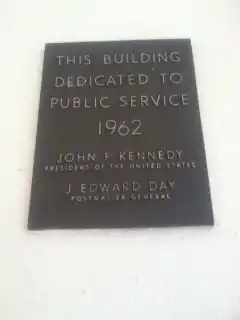 THIS BUILDING
DEDICATED TO
PUBLIC SERVICE
1962
JOHN F KENNEDY
PRESIDENT OF THE UNITED STATES
J EDWARD DAY
POSTMASTER GENERAL